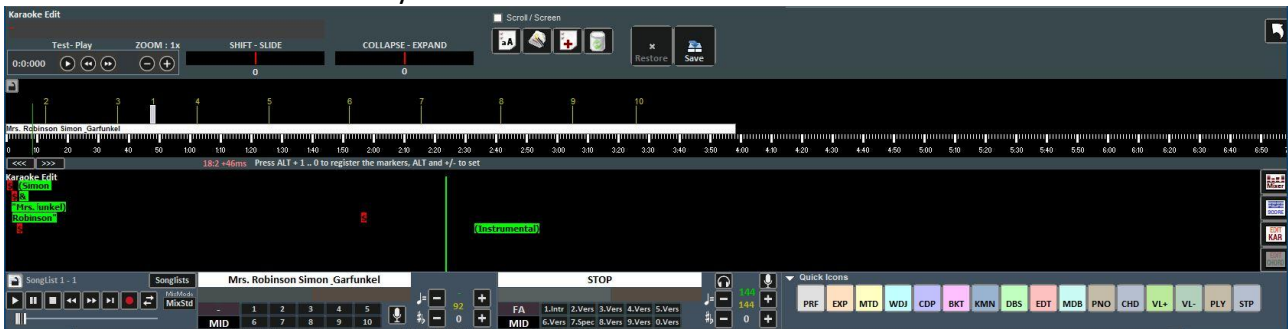 Karaoke Edit
Scroll / Screen
Test- Play ZOOM : 1x SHIFT - SLIDE COLLAPSE - EXPAND
aA
Restore Save
0:0:000
0 0
2 3 1 4 5 6 7 8 9 10
Mrs. Robinson Simon _Garfunkel
0 10 20 30 40 50 1:00 1:10 1:20 1:30 1:40 1:50 2:00 2:10 2:20 2:30 2:40 2:50 3:00 3:10 3:20 3:30 3:40 3:50 4:00 4:10 4:20 4:30 4:40 4:50 5:00 5:10 5:20 5:30 5:40 5:50 6:00 6:10 6:20 6:30 6:40 6:50
<<< >>> 18:2 +46ms Press ALT + 1 .. 0 to register the markers, ALT and +/- to set
Karaoke Edit
(Simon
&
"Mrs. funkel)
Robinson"
(Instrumental)
Mixer
SCORE
EDIT
KAR
SongList 1 - 1 Songlists Mrs. Robinson Simon _Garfunkel STOP Quick Icons
MixStd
- 1 2 3 4 5
MID 6 7 8 9 10
92
0
FA 1.Intr 2.Vers 3.Vers 4.Vers 5.Vers
MID 6.Vers 7.Spec 8.Vers 9.Vers 0.Vers
144
144
0
PRF EXP MTD WDJ CDP BKT KMN DBS EDT MDB PNO CHD VL+ VL- PLY STP